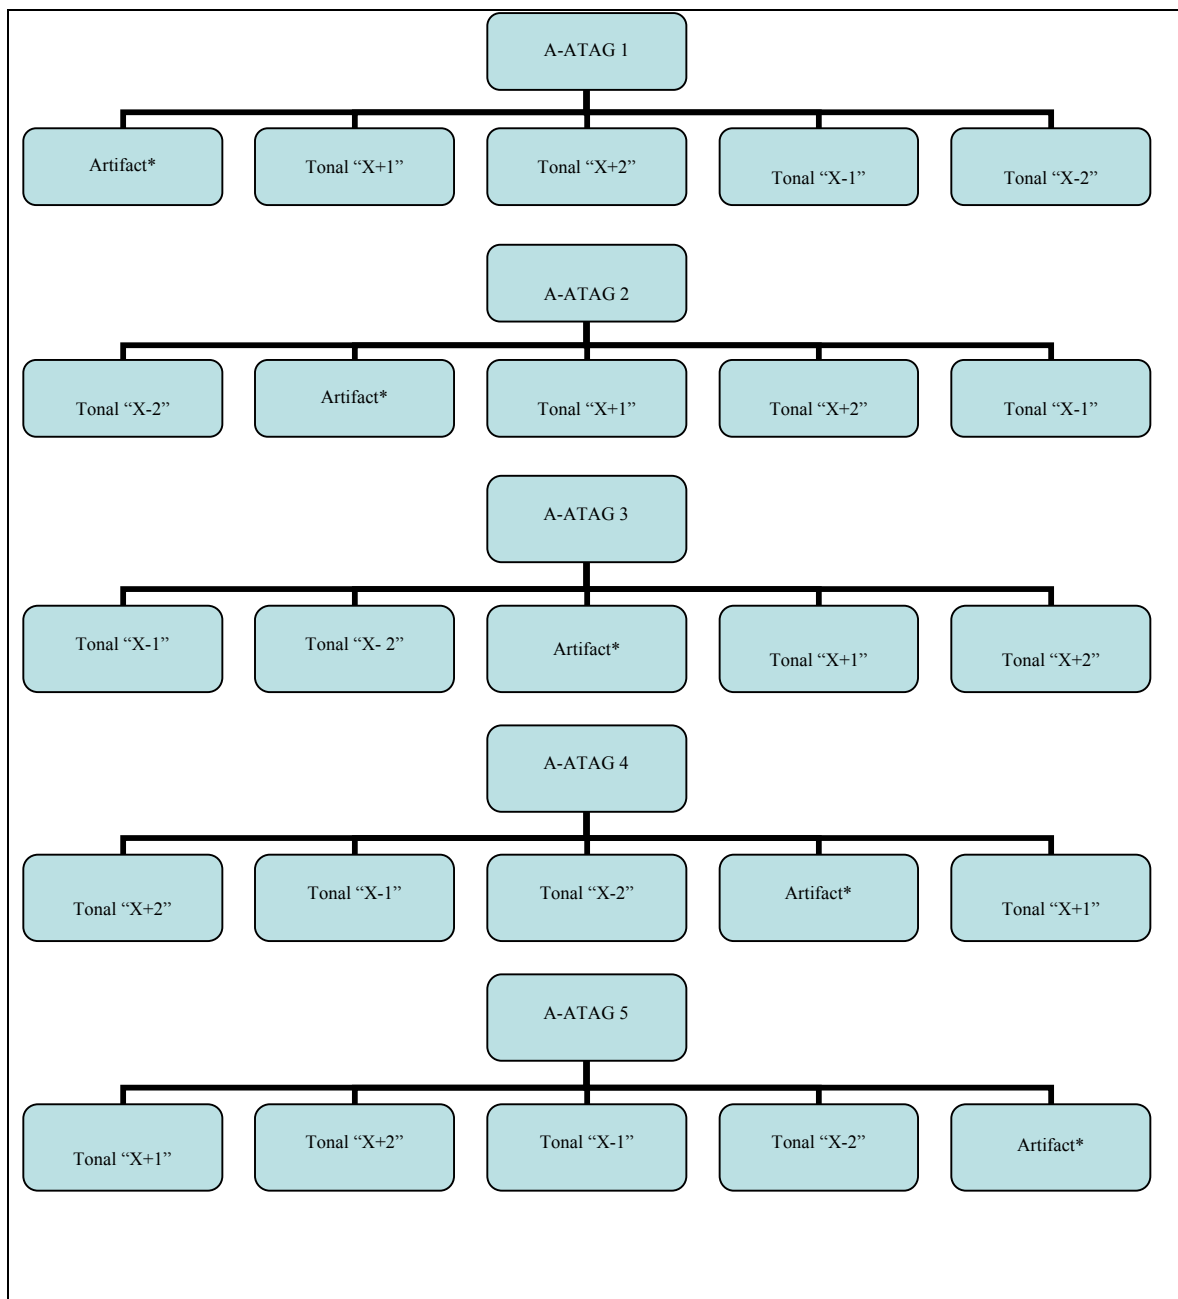 A-ATAG 1
Artifact*
Tonal “X+1”
Tonal “X+2”
Tonal “X-1”
Tonal “X-2”
A-ATAG 2
Tonal “X-2”
Artifact*
Tonal “X+1”
Tonal “X+2”
Tonal “X-1”
A-ATAG 3
Tonal “X-1”
Tonal “X- 2”
Artifact*
Tonal “X+1”
Tonal “X+2”
A-ATAG 4
Tonal “X+2”
Tonal “X-1”
Tonal “X-2”
Artifact*
Tonal “X+1”
A-ATAG 5
Tonal “X+1”
Tonal “X+2”
Tonal “X-1”
Tonal “X-2”
Artifact*